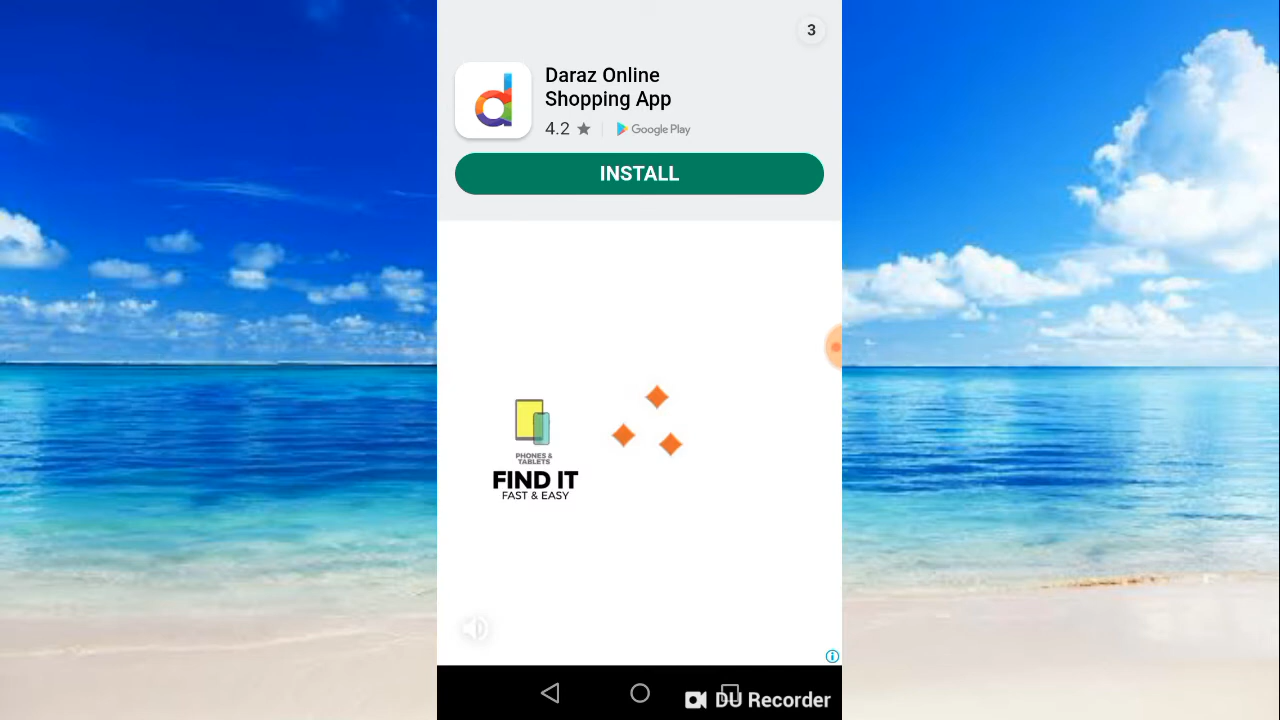 3
Daraz Online
Shopping App
4.2 ★ Google Play
INSTALL
PHONES &
TABLETS
FIND IT
FAST & EASY
DU Recorder